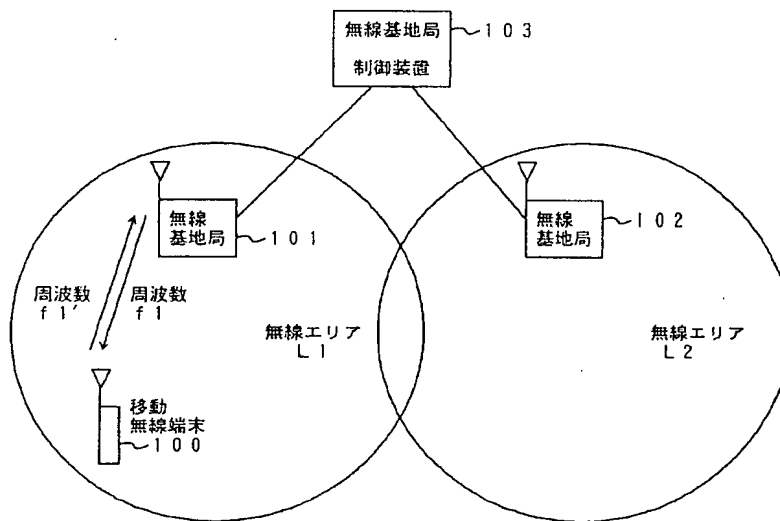 無線基地局
制御装置
103
無線
基地局
101
無線
基地局
102
周波数
f1'
周波数
f1
無線エリア
L1
無線エリア
L2
移動
無線端末
100